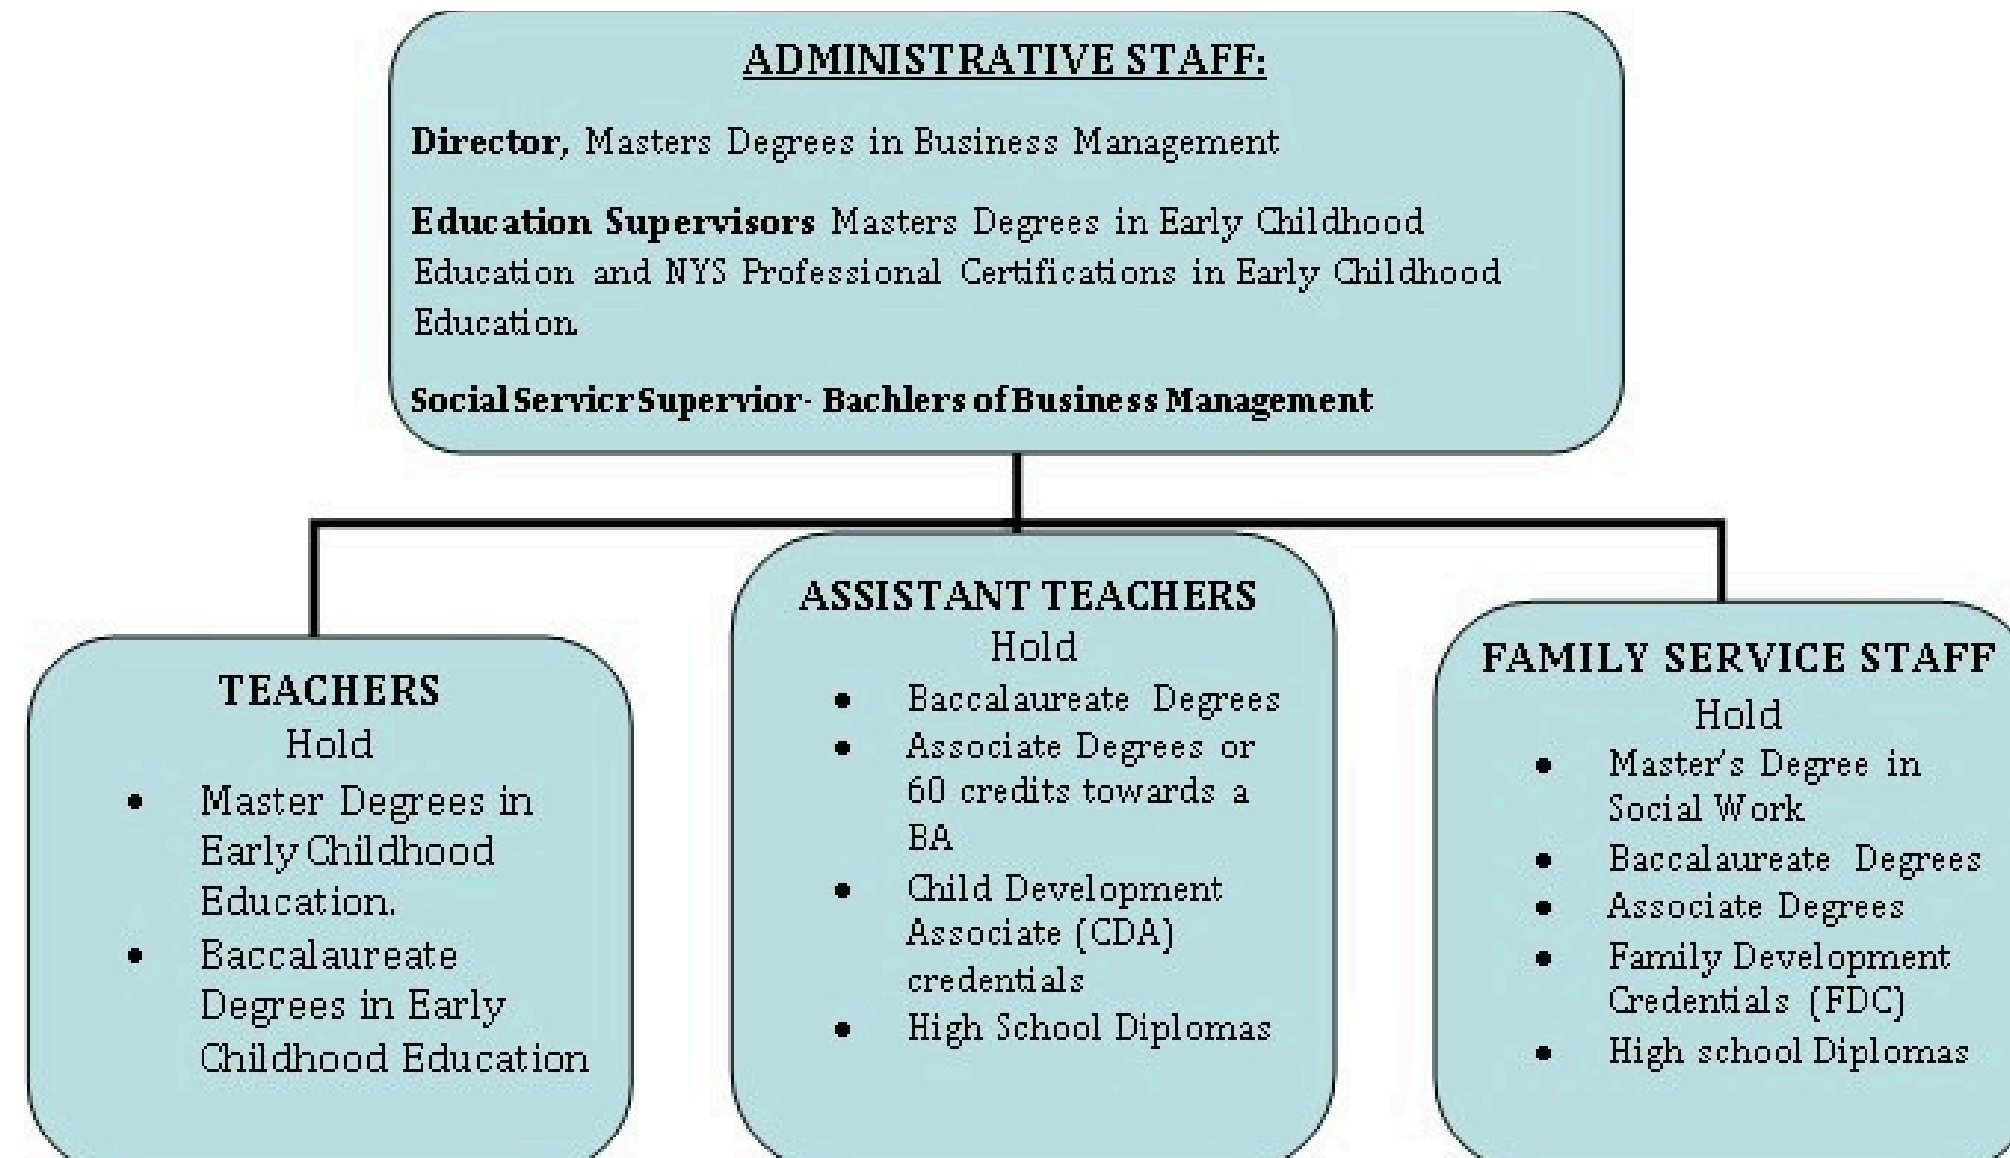 ADMINISTRATIVE STAFF:
Director, Masters Degrees in Business Management
Education Supervisors Masters Degrees in Early Childhood
Education and NYS Professional Certifications in Early Childhood
Education
Social Servicr Supervior- Bachlers of Business Management
TEACHERS
Hold
• Master Degrees in
Early Childhood
Education.
• Baccalaureate
Degrees in Early
Childhood Education
ASSISTANT TEACHERS
Hold
• Baccalaureate Degrees
• Associate Degrees or
60 credits towards a
BA
• Child Development
Associate (CDA)
credentials
• High School Diplomas
FAMILY SERVICE STAFF
Hold
• Master's Degree in
Social Work
• Baccalaureate Degrees
• Associate Degrees
• Family Development
Credentials (FDC)
• High school Diplomas